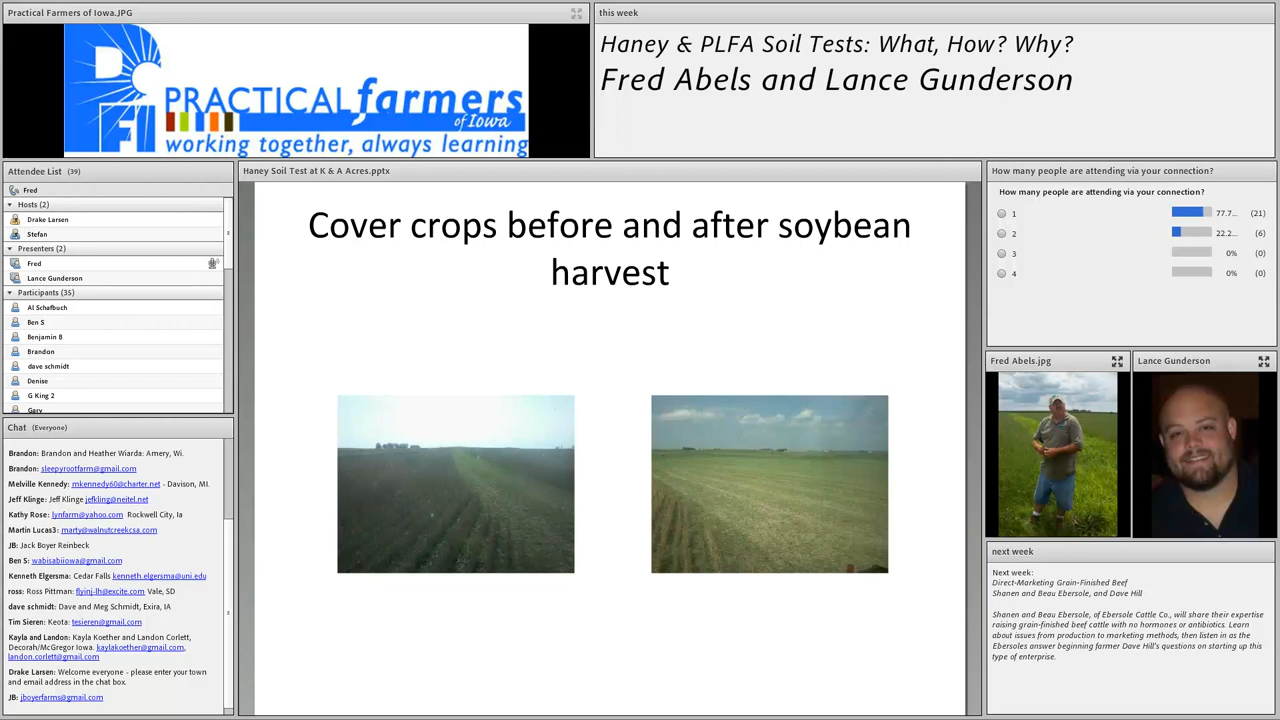 Practical Farmers of Iowa.JPG
PFI
PRACTICAL farmers
of Iowa
working together, always learning
this week
Haney & PLFA Soil Tests: What, How? Why?
Fred Abels and Lance Gunderson
Attendee List (39)
Fred
Hosts (2)
Drake Larsen
Stefan
Presenters (2)
Fred
Lance Gunderson
Participants (35)
Al Schafbuch
Ben S
Benjamin B
Brandon
dave schmidt
Denise
G King 2
Gary
Chat (Everyone)
Brandon: Brandon and Heather Wiarda: Amery, Wi.
Brandon: sleepyrootfarm@gmail.com
Melville Kennedy: mkennedy60@charter.net - Davison, MI.
Jeff Klinge: Jeff Klinge jefkling@neitel.net
Kathy Rose: lynfarm@yahoo.com Rockwell City, Ia
Martin Lucas3: marty@walnutcreekcsa.com
JB: Jack Boyer Reinbeck
Ben S: wabisabiiowa@gmail.com
Kenneth Elgersma: Cedar Falls kenneth.elgersma@uni.edu
ross: Ross Pittman: flyinj-lh@excite.com Vale, SD
dave schmidt: Dave and Meg Schmidt, Exira, IA
Tim Sieren: Keota: tesieren@gmail.com
Kayla and Landon: Kayla Koether and Landon Corlett,
Decorah/McGregor Iowa. kaylakoether@gmail.com,
landon.corlett@gmail.com
Drake Larsen: Welcome everyone - please enter your town
and email address in the chat box.
JB: jboyerfarms@gmail.com
Haney Soil Test at K & A Acres.pptx
Cover crops before and after soybean
harvest
How many people are attending via your connection?
How many people are attending via your connection?
1 77.7... (21)
2 22.2... (6)
3 0% (0)
4 0% (0)
Fred Abels.jpg
Lance Gunderson
next week
Next week:
Direct-Marketing Grain-Finished Beef
Shanen and Beau Ebersole, and Dave Hill
Shanen and Beau Ebersole, of Ebersole Cattle Co., will share their expertise
raising grain-finished beef cattle with no hormones or antibiotics. Learn
about issues from production to marketing methods, then listen in as the
Ebersoles answer beginning farmer Dave Hill's questions on starting up this
type of enterprise.